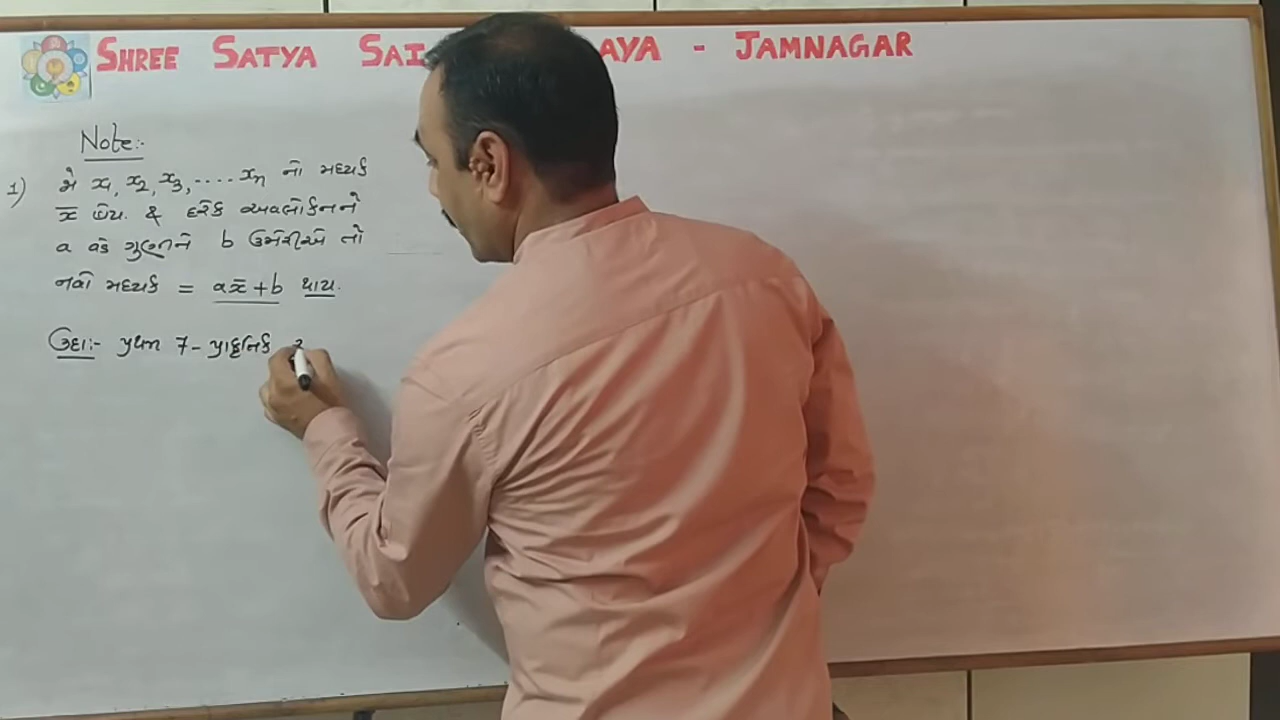 SHREE SATYA SAI AYA - JAMNAGAR
Note:-
1) જો x1, x2, x3, .... xn નો મધ્યક
x̄ હોય & દરેક અવલોકનને
a વડે ગુણીને b ઉમેરીએ તો
નવો મધ્યક = ax̄ + b થાય.
ઉદા:- પ્રથમ 7 - પ્રાકૃતિક